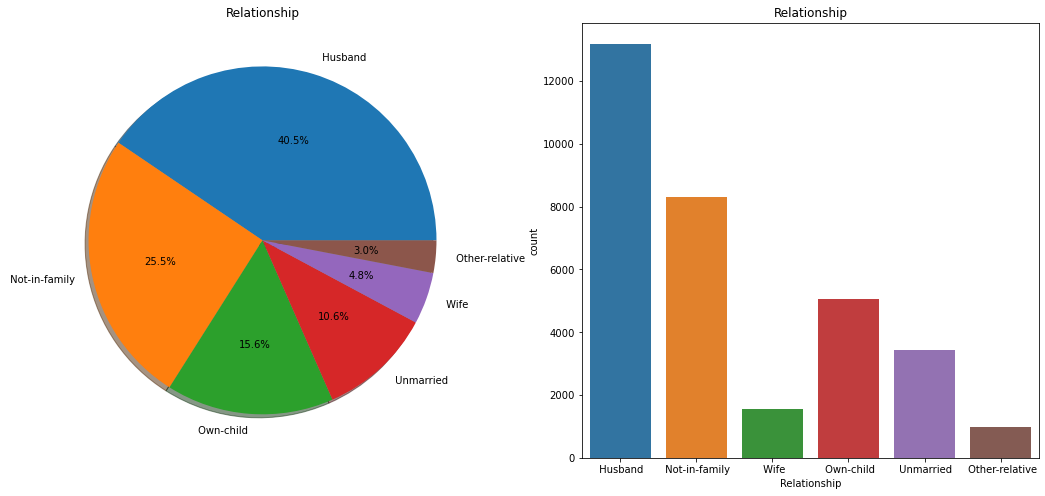 Relationship
Husband
40.5%
Not-in-family
25.5%
Own-child
15.6%
Unmarried
10.6%
Wife
4.8%
Other-relative
3.0%
Relationship
count
12000
10000
8000
6000
4000
2000
0
Husband
Not-in-family
Wife
Own-child
Unmarried
Other-relative
Relationship